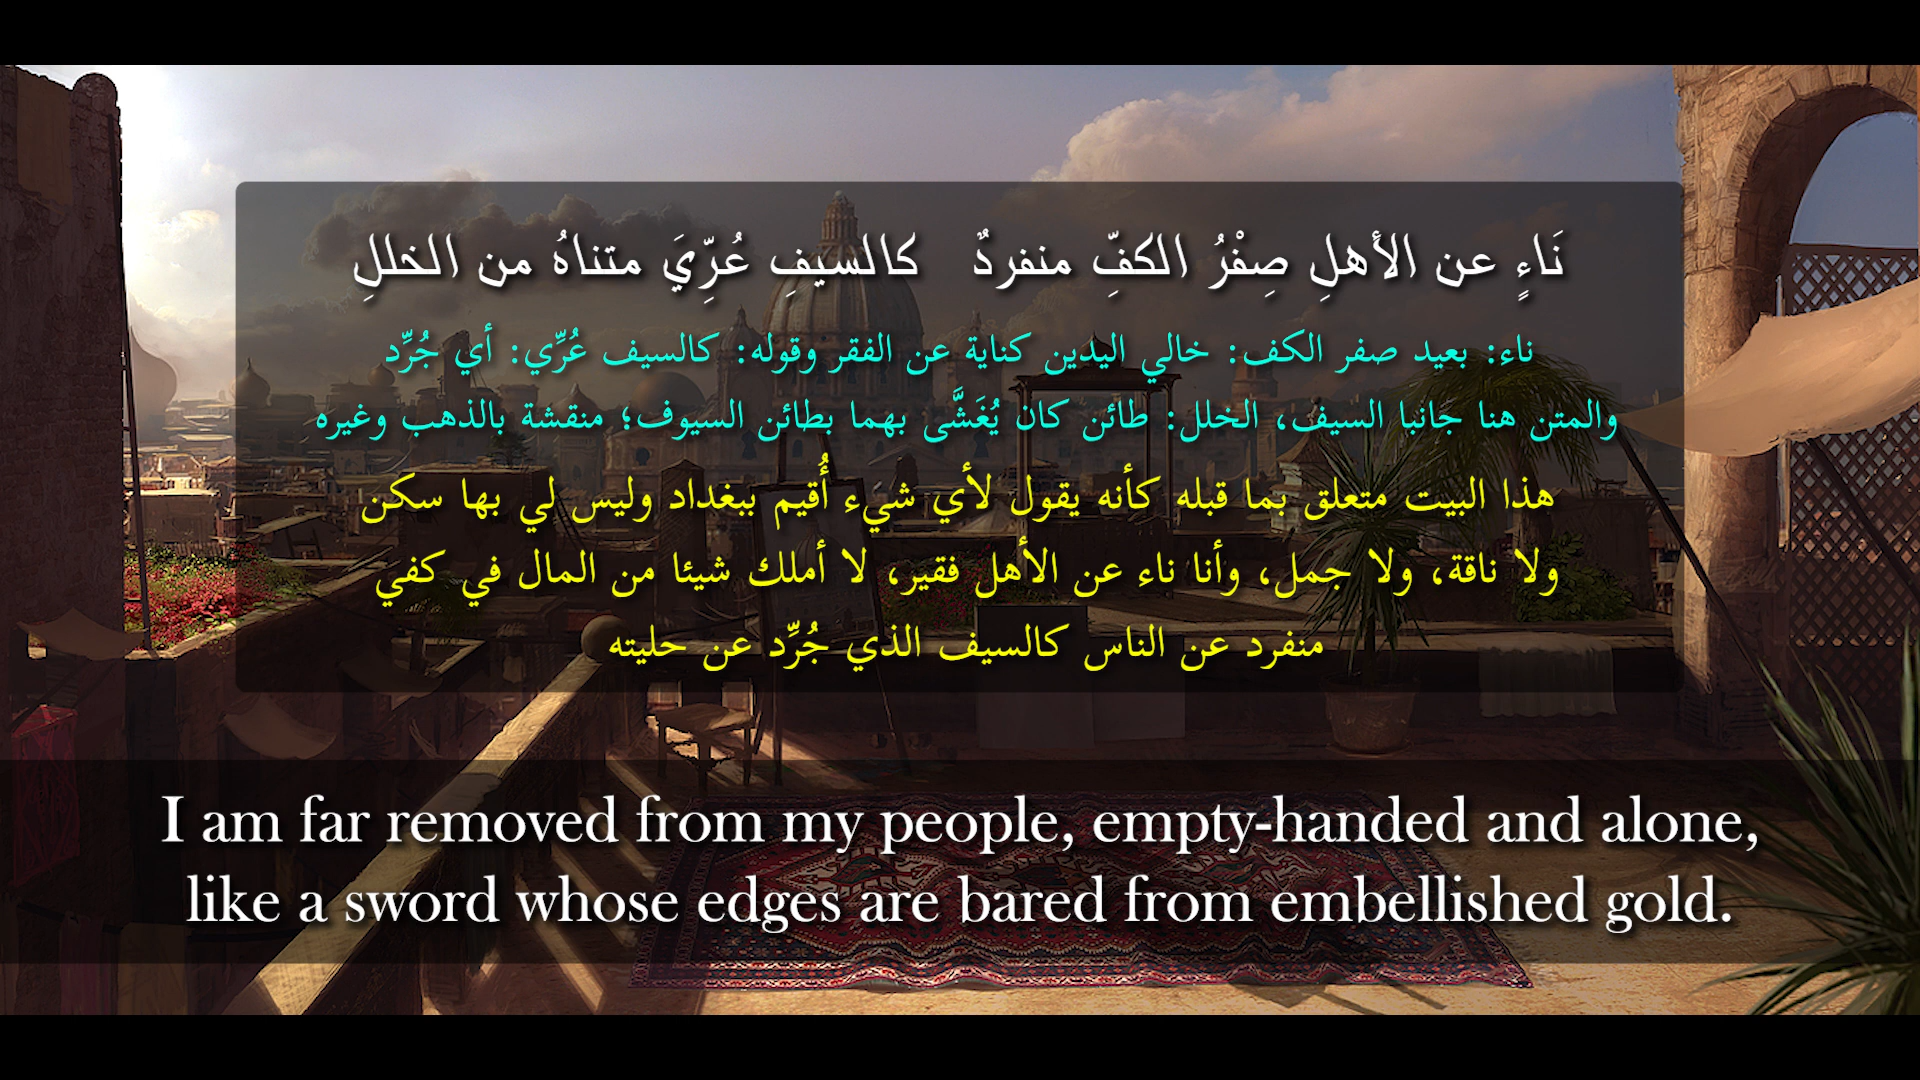 نَاءٍ عن الأهلِ صِفْرُ الكفِّ منفردٌ كالسيفِ عُرِّيَ متناهُ من الخللِ
ناء: بعيد صفر الكف: خالي اليدين كناية عن الفقر وقوله: كالسيف عُرِّي: أي جُرِّد
والمتن هنا جانبا السيف، الخلل: طائن كان يُغَشَّى بهما بطائن السيوف؛ منقشة بالذهب وغيره
هذا البيت متعلق بما قبله كأنه يقول لأي شيء أُقيم ببغداد وليس لي بها سكن
ولا ناقة، ولا جمل، وأنا ناء عن الأهل فقير، لا أملك شيئا من المال في كفي
منفرد عن الناس كالسيف الذي جُرِّد عن حليته
I am far removed from my people, empty-handed and alone,
like a sword whose edges are bared from embellished gold.